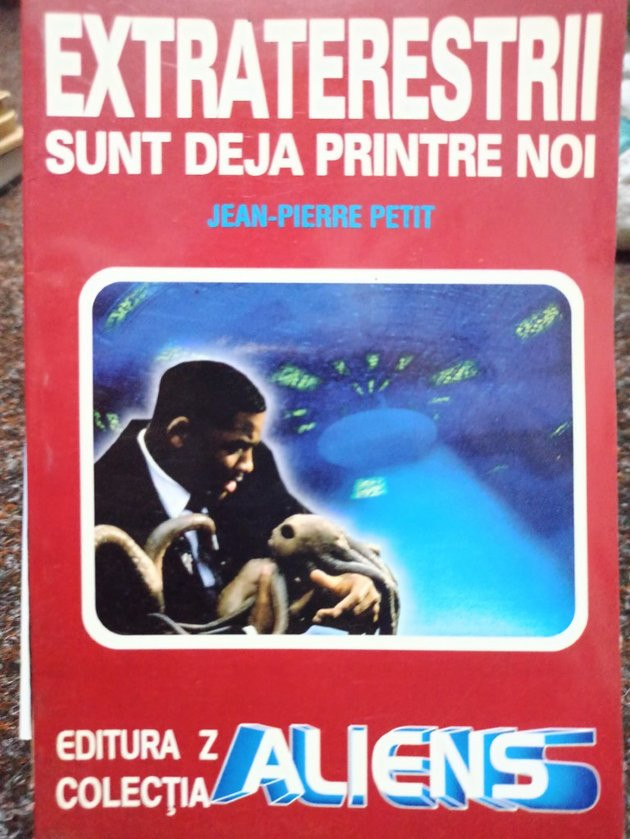 EXTRATERESTRII
SUNT DEJA PRINTRE NOI
JEAN-PIERRE PETIT
EDITURA Z
COLECȚIA
ALIENS